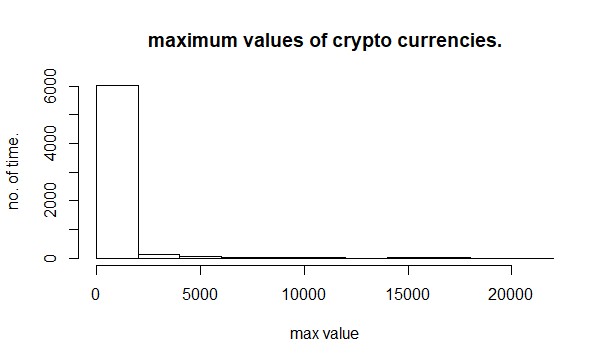 maximum values of crypto currencies.
no. of time.
6000
4000
2000
0
0 5000 10000 15000 20000
max value